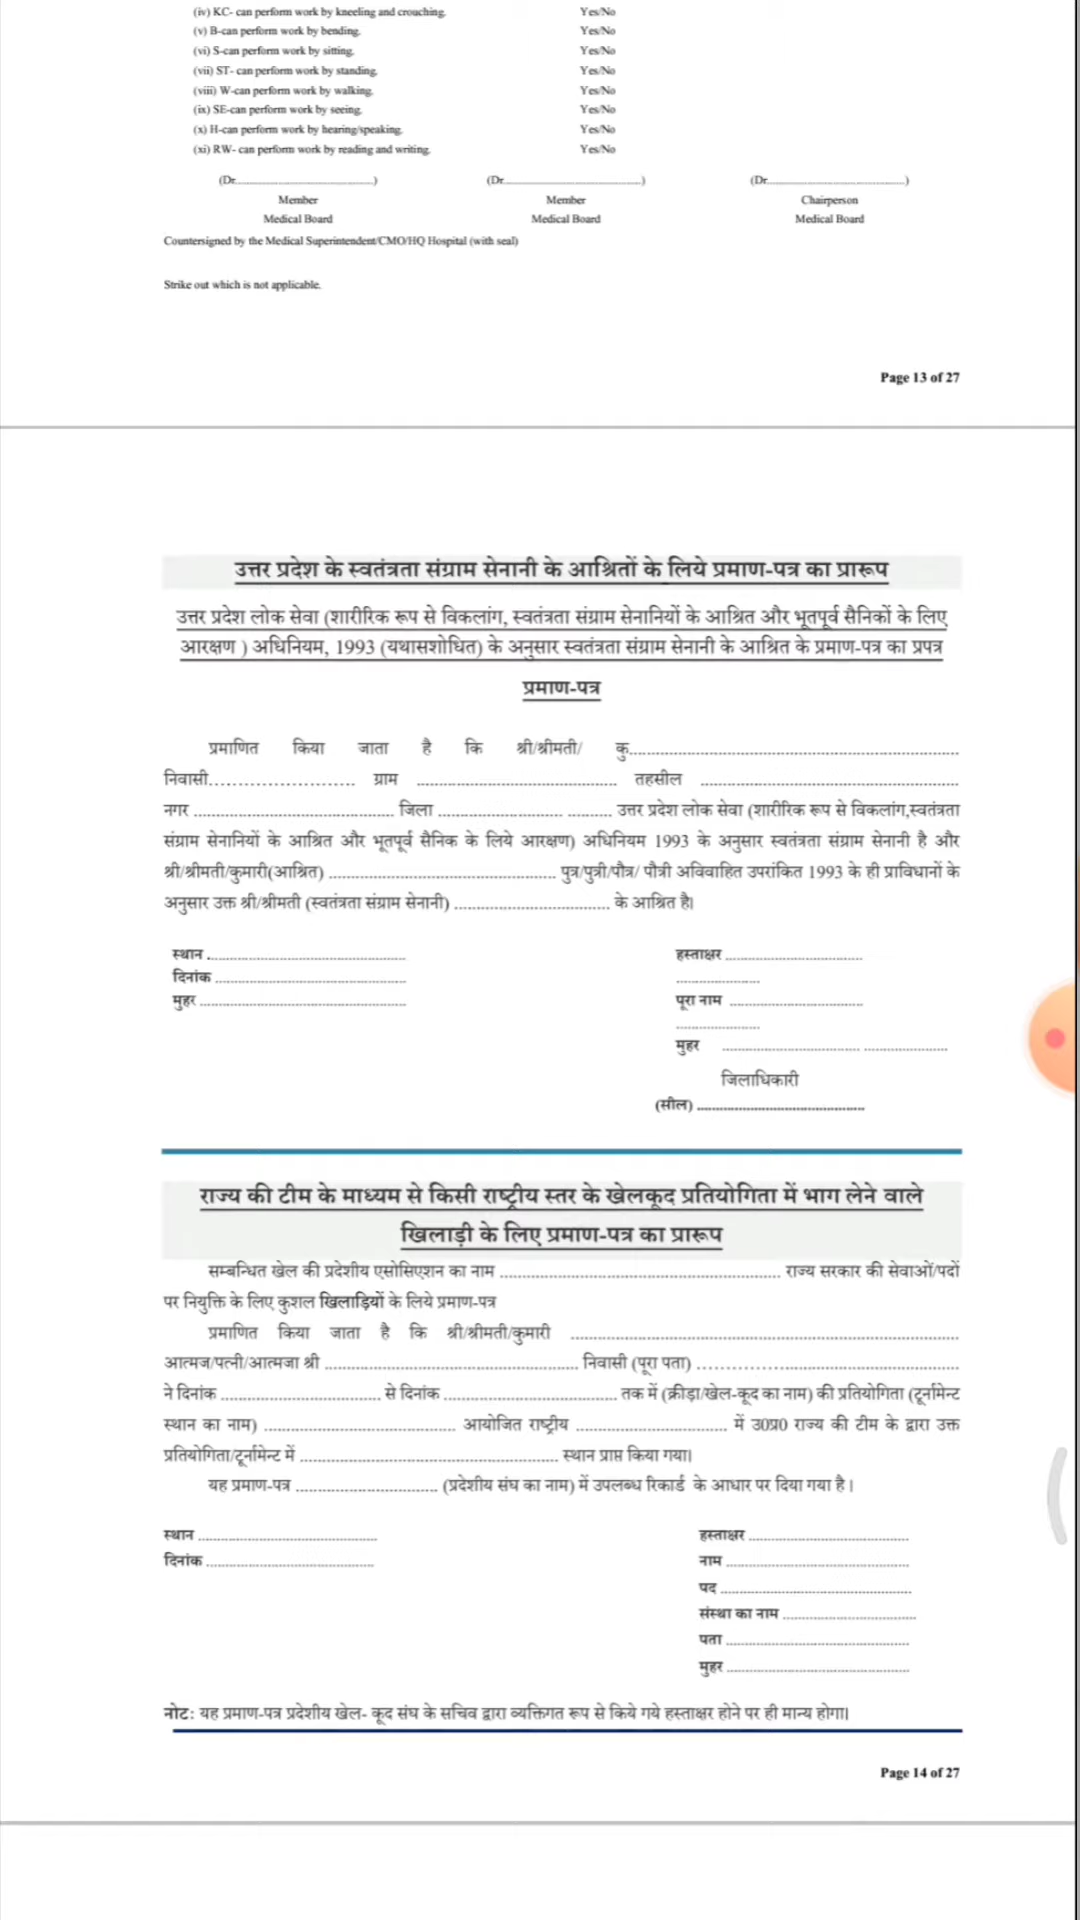 (iv) KC- can perform work by kneeling and crouching. Yes/No
(v) B-can perform work by bending. Yes/No
(vi) S-can perform work by sitting. Yes/No
(vii) ST- can perform work by standing. Yes/No
(viii) W-can perform work by walking. Yes/No
(ix) SE-can perform work by seeing. Yes/No
(x) H-can perform work by hearing/speaking. Yes/No
(xi) RW- can perform work by reading and writing. Yes/No
(Dr..............................) (Dr..............................) (Dr..............................)
Member Member Chairperson
Medical Board Medical Board Medical Board
Countersigned by the Medical Superintendent/CMO/HQ Hospital (with seal)
Strike out which is not applicable.
Page 13 of 27
उत्तर प्रदेश के स्वतंत्रता संग्राम सेनानी के आश्रितों के लिये प्रमाण-पत्र का प्रारूप
उत्तर प्रदेश लोक सेवा (शारीरिक रूप से विकलांग, स्वतंत्रता संग्राम सेनानियों के आश्रित और भूतपूर्व सैनिकों के लिए
आरक्षण ) अधिनियम, 1993 (यथासशोधित) के अनुसार स्वतंत्रता संग्राम सेनानी के आश्रित के प्रमाण-पत्र का प्रपत्र
प्रमाण-पत्र
प्रमाणित किया जाता है कि श्री/श्रीमती/ कु..............................
निवासी.................... ग्राम .............................. तहसील ..............................
नगर .............................. जिला .............................. उत्तर प्रदेश लोक सेवा (शारीरिक रूप से विकलांग,स्वतंत्रता
संग्राम सेनानियों के आश्रित और भूतपूर्व सैनिक के लिये आरक्षण) अधिनियम 1993 के अनुसार स्वतंत्रता संग्राम सेनानी है और
श्री/श्रीमती/कुमारी(आश्रित) .............................. पुत्र/पुत्री/पौत्र/ पौत्री अविवाहित उपरांकित 1993 के ही प्राविधानों के
अनुसार उक्त श्री/श्रीमती (स्वतंत्रता संग्राम सेनानी) .............................. के आश्रित है।
स्थान .............................. हस्ताक्षर ..............................
दिनांक .............................. ....................
मुहर .............................. पूरा नाम ..............................
....................
मुहर .............................. ....................
जिलाधिकारी
(सील) ..............................
राज्य की टीम के माध्यम से किसी राष्ट्रीय स्तर के खेलकूद प्रतियोगिता में भाग लेने वाले
खिलाड़ी के लिए प्रमाण-पत्र का प्रारूप
सम्बन्धित खेल की प्रदेशीय एसोसिएशन का नाम .............................. राज्य सरकार की सेवाओं/पदों
पर नियुक्ति के लिए कुशल खिलाड़ियों के लिये प्रमाण-पत्र
प्रमाणित किया जाता है कि श्री/श्रीमती/कुमारी ..............................
आत्मज/पत्नी/आत्मजा श्री .............................. निवासी (पूरा पता) ..............................
ने दिनांक .............................. से दिनांक .............................. तक में (क्रीड़ा/खेल-कूद का नाम) की प्रतियोगिता (टूर्नामेन्ट
स्थान का नाम) .............................. आयोजित राष्ट्रीय .............................. में उ0प्र0 राज्य की टीम के द्वारा उक्त
प्रतियोगिता/टूर्नामेन्ट में .............................. स्थान प्राप्त किया गया।
यह प्रमाण-पत्र .............................. (प्रदेशीय संघ का नाम) में उपलब्ध रिकार्ड के आधार पर दिया गया है।
स्थान .............................. हस्ताक्षर ..............................
दिनांक .............................. नाम ..............................
पद ..............................
संस्था का नाम ..............................
पता ..............................
मुहर ..............................
नोट: यह प्रमाण-पत्र प्रदेशीय खेल- कूद संघ के सचिव द्वारा व्यक्तिगत रूप से किये गये हस्ताक्षर होने पर ही मान्य होगा।
Page 14 of 27